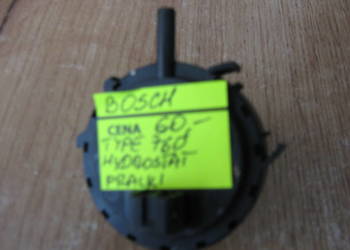 BOSCH
CENA 60,-
TYPE 760
HYDROSTAT
PRALKI